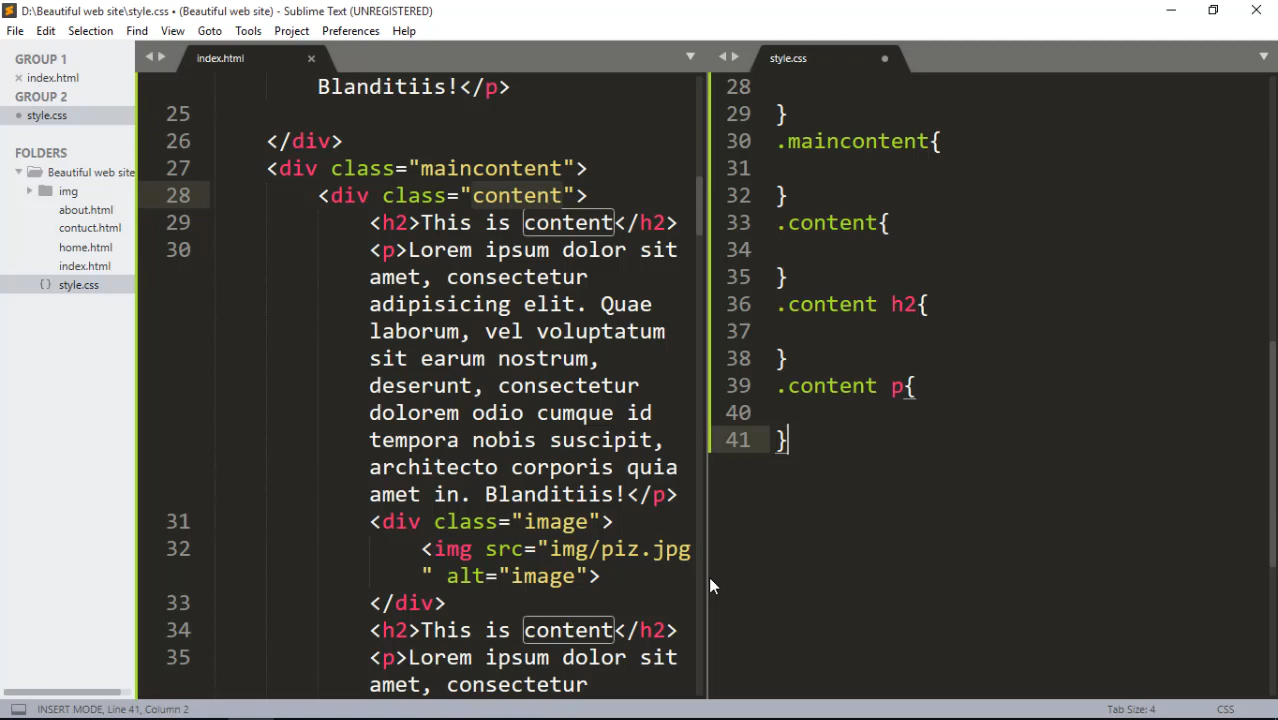 D:\Beautiful web site\style.css • (Beautiful web site) - Sublime Text (UNREGISTERED)
File Edit Selection Find View Goto Tools Project Preferences Help
GROUP 1
index.html
GROUP 2
style.css
FOLDERS
Beautiful web site
img
about.html
contuct.html
home.html
index.html
style.css
index.html
Blanditiis!</p>
25
26 </div>
27 <div class="maincontent">
28 <div class="content">
29 <h2>This is content</h2>
30 <p>Lorem ipsum dolor sit
amet, consectetur
adipisicing elit. Quae
laborum, vel voluptatum
sit earum nostrum,
deserunt, consectetur
dolorem odio cumque id
tempora nobis suscipit,
architecto corporis quia
amet in. Blanditiis!</p>
31 <div class="image">
32 <img src="img/piz.jpg
" alt="image">
33 </div>
34 <h2>This is content</h2>
35 <p>Lorem ipsum dolor sit
amet, consectetur
style.css
28
29 }
30 .maincontent{
31
32 }
33 .content{
34
35 }
36 .content h2{
37
38 }
39 .content p{
40
41 }
INSERT MODE, Line 41, Column 2
Tab Size: 4
CSS